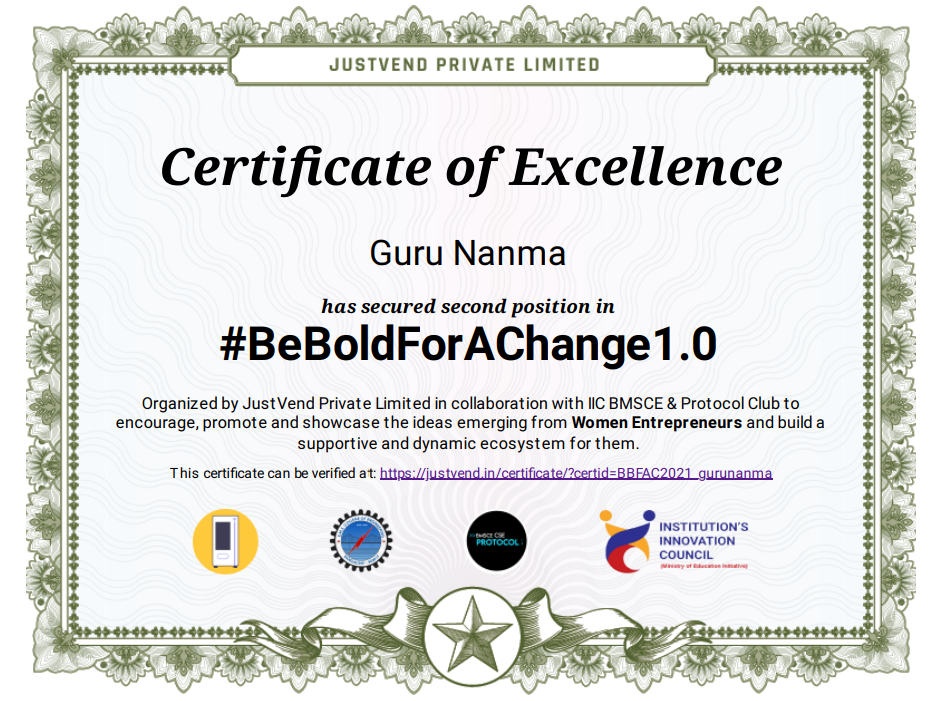 JUSTVEND PRIVATE LIMITED
Certificate of Excellence
Guru Nanma
has secured second position in
#BeBoldForAChange1.0
Organized by JustVend Private Limited in collaboration with IIC BMSCE & Protocol Club to
encourage, promote and showcase the ideas emerging from Women Entrepreneurs and build a
supportive and dynamic ecosystem for them.
This certificate can be verified at: https://justvend.in/certificate/?certid=BBFAC2021_gurunanma
BMSCE CSE
PROTOCOL
INSTITUTION'S
INNOVATION
COUNCIL
(Ministry of Education Initiative)